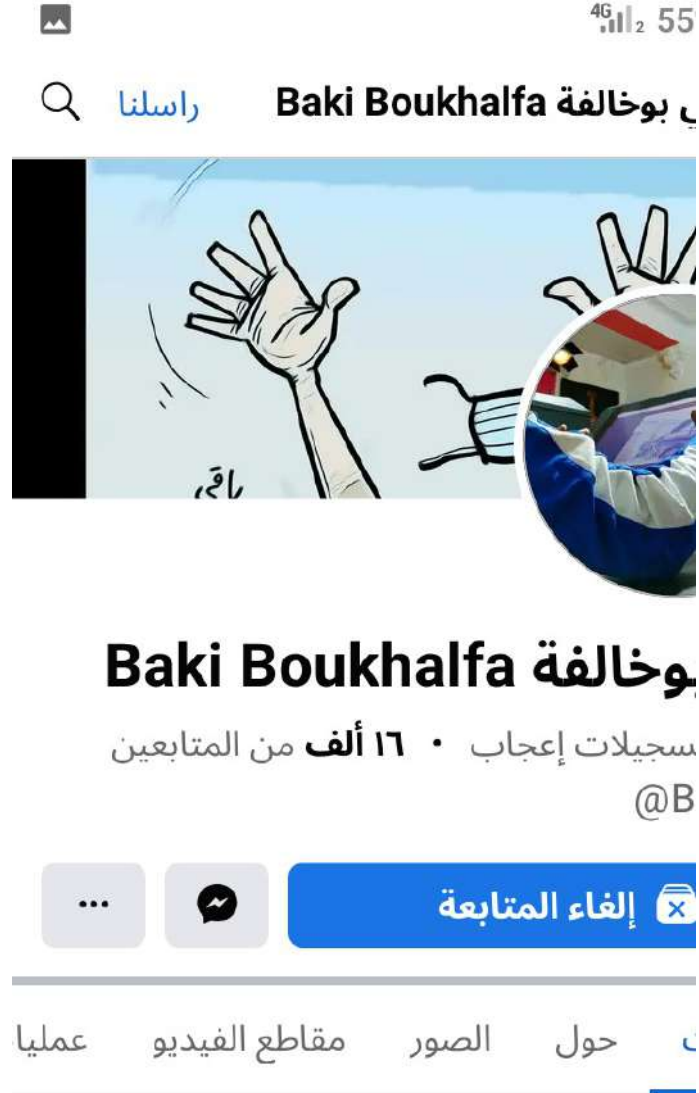 4G 2 55
بوخالفة Baki Boukhalfa راسلنا
باقي
بوخالفة Baki Boukhalfa
تسجيلات إعجاب • ١٦ ألف من المتابعين
@B
إلغاء المتابعة
حول الصور مقاطع الفيديو